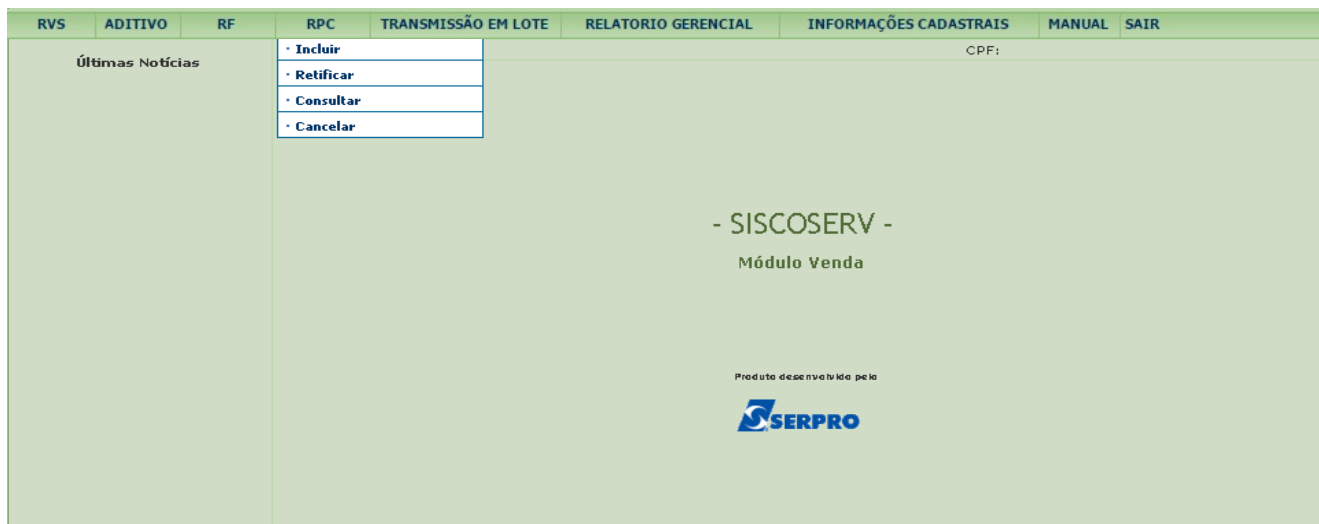 RVS ADITIVO RF RPC TRANSMISSÃO EM LOTE RELATORIO GERENCIAL INFORMAÇÕES CADASTRAIS MANUAL SAIR
Últimas Notícias
· Incluir
· Retificar
· Consultar
· Cancelar
CPF:
- SISCOSERV -
Módulo Venda
Produto desenvolvido pelo
SERPRO